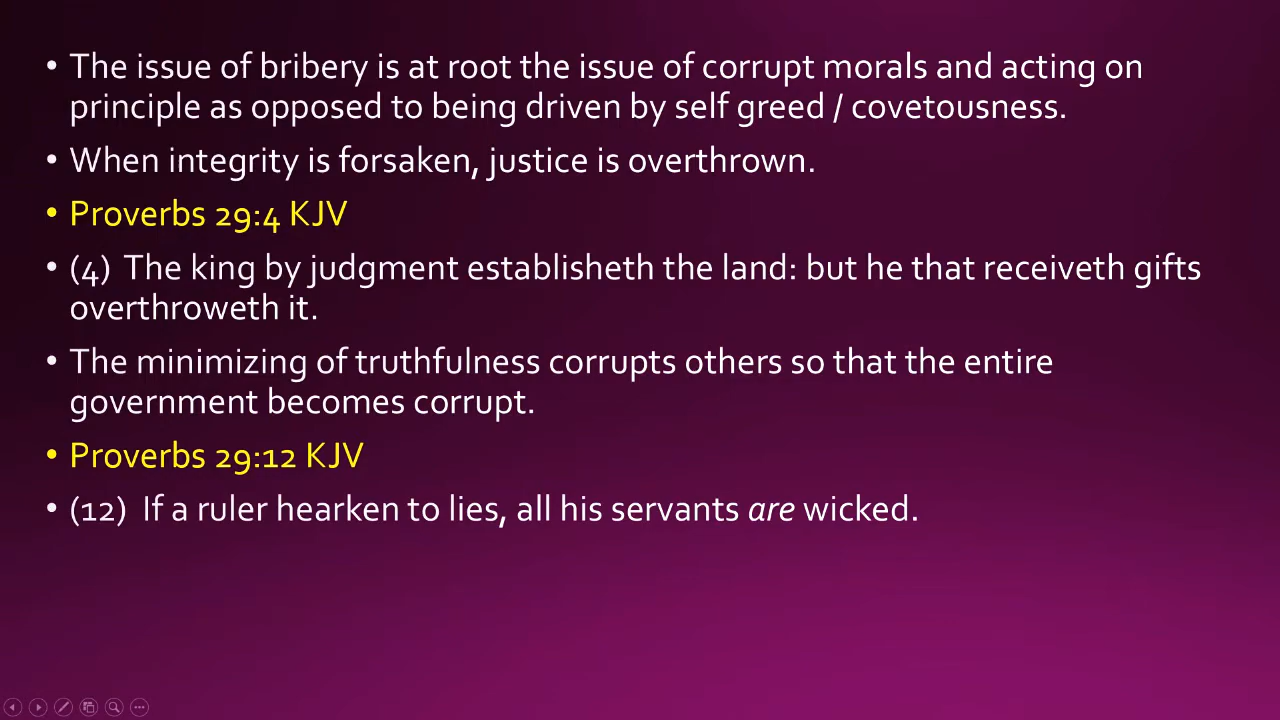 • The issue of bribery is at root the issue of corrupt morals and acting on
principle as opposed to being driven by self greed / covetousness.
• When integrity is forsaken, justice is overthrown.
• Proverbs 29:4 KJV
• (4) The king by judgment establisheth the land: but he that receiveth gifts
overthroweth it.
• The minimizing of truthfulness corrupts others so that the entire
government becomes corrupt.
• Proverbs 29:12 KJV
• (12) If a ruler hearken to lies, all his servants are wicked.